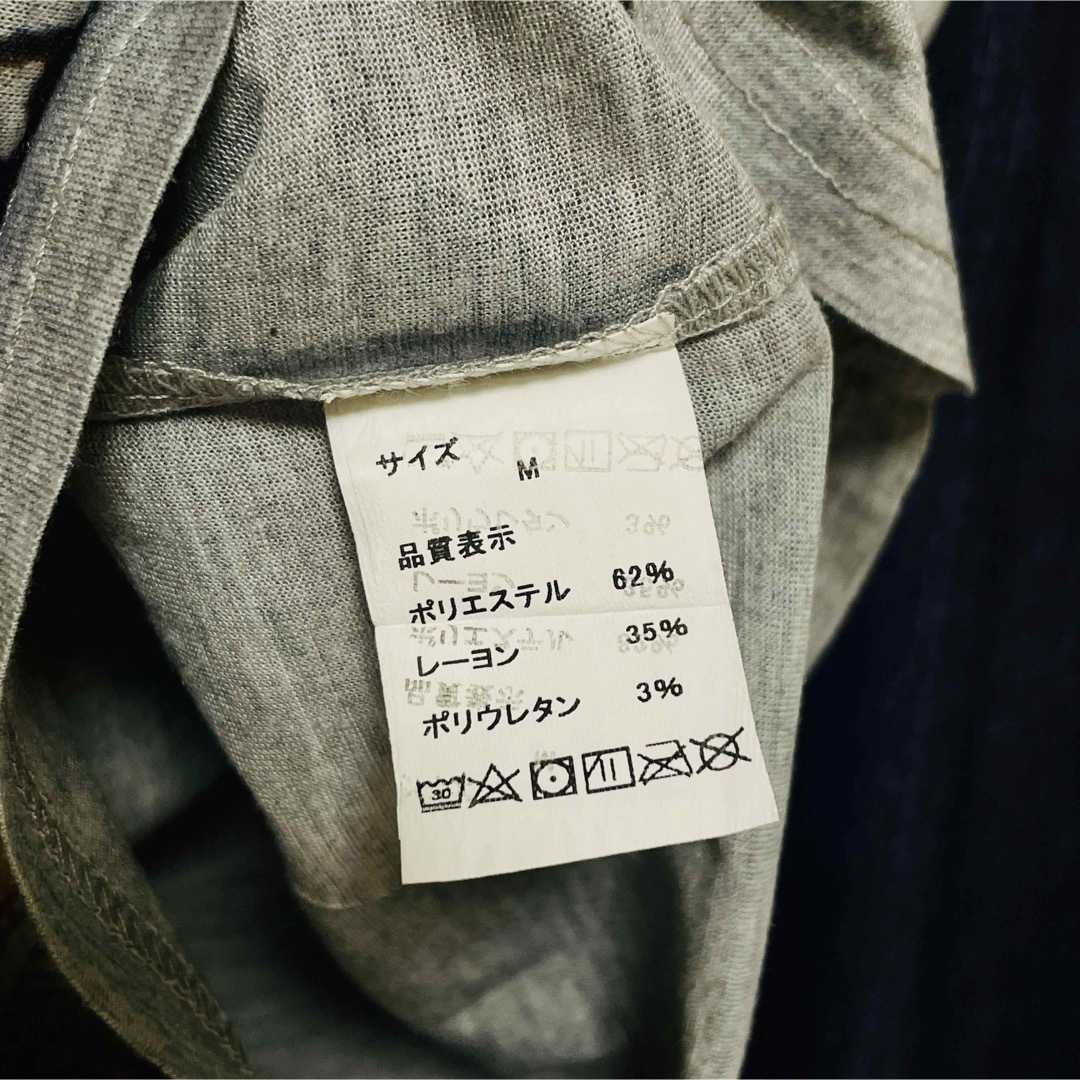 サイズ M
品質表示
ポリエステル 62%
レーヨン 35%
ポリウレタン 3%
30